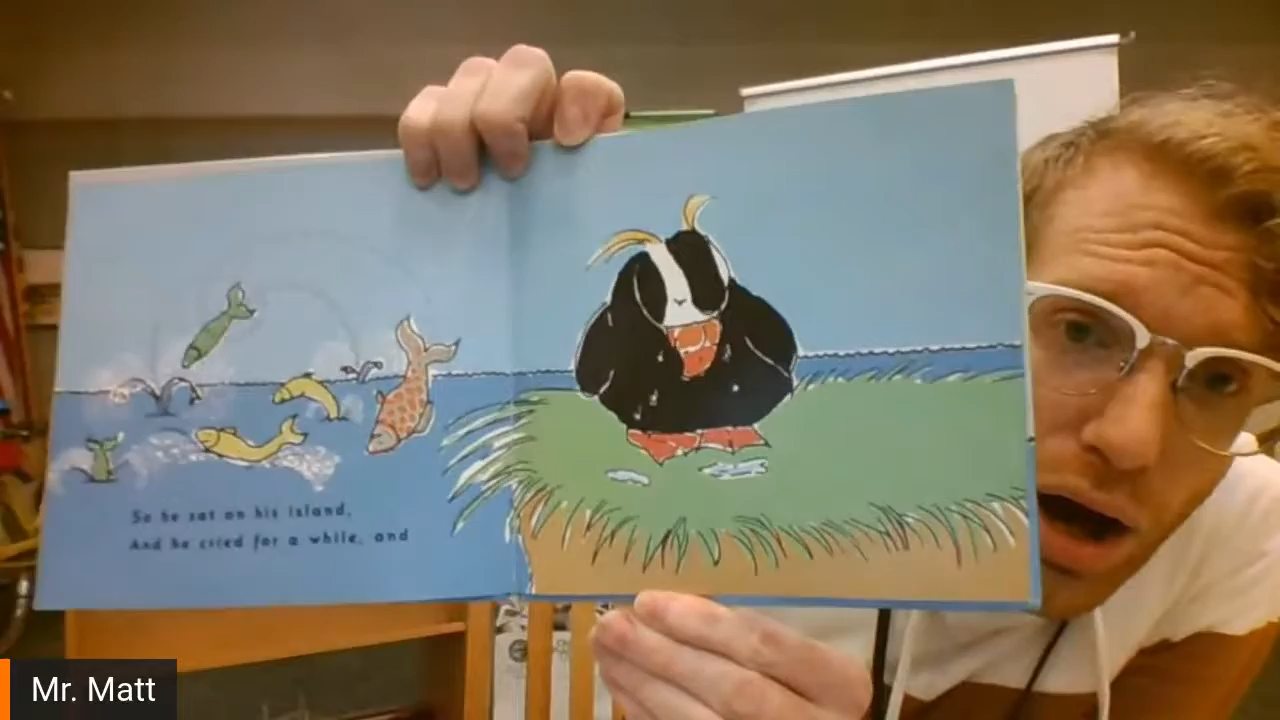 So he sat on his island,
And he cried for a while, and
Mr. Matt